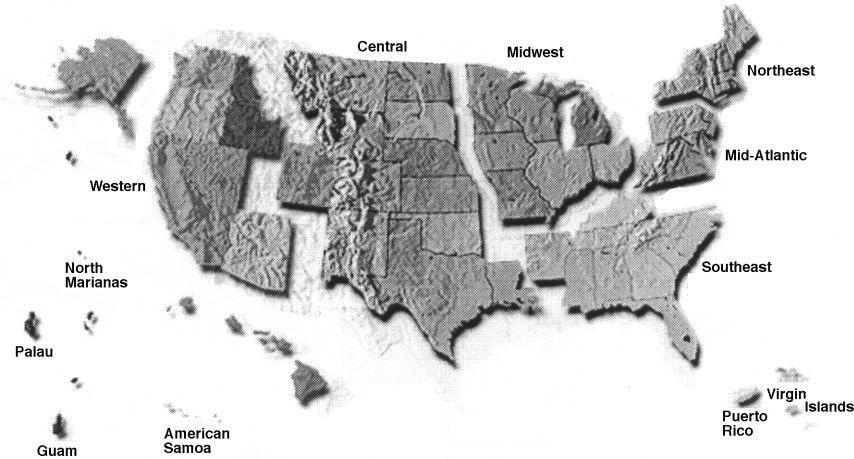 Central
Midwest
Northeast
Mid-Atlantic
Western
Southeast
North
Marianas
Palau
Virgin
Islands
Puerto
Rico
American
Samoa
Guam